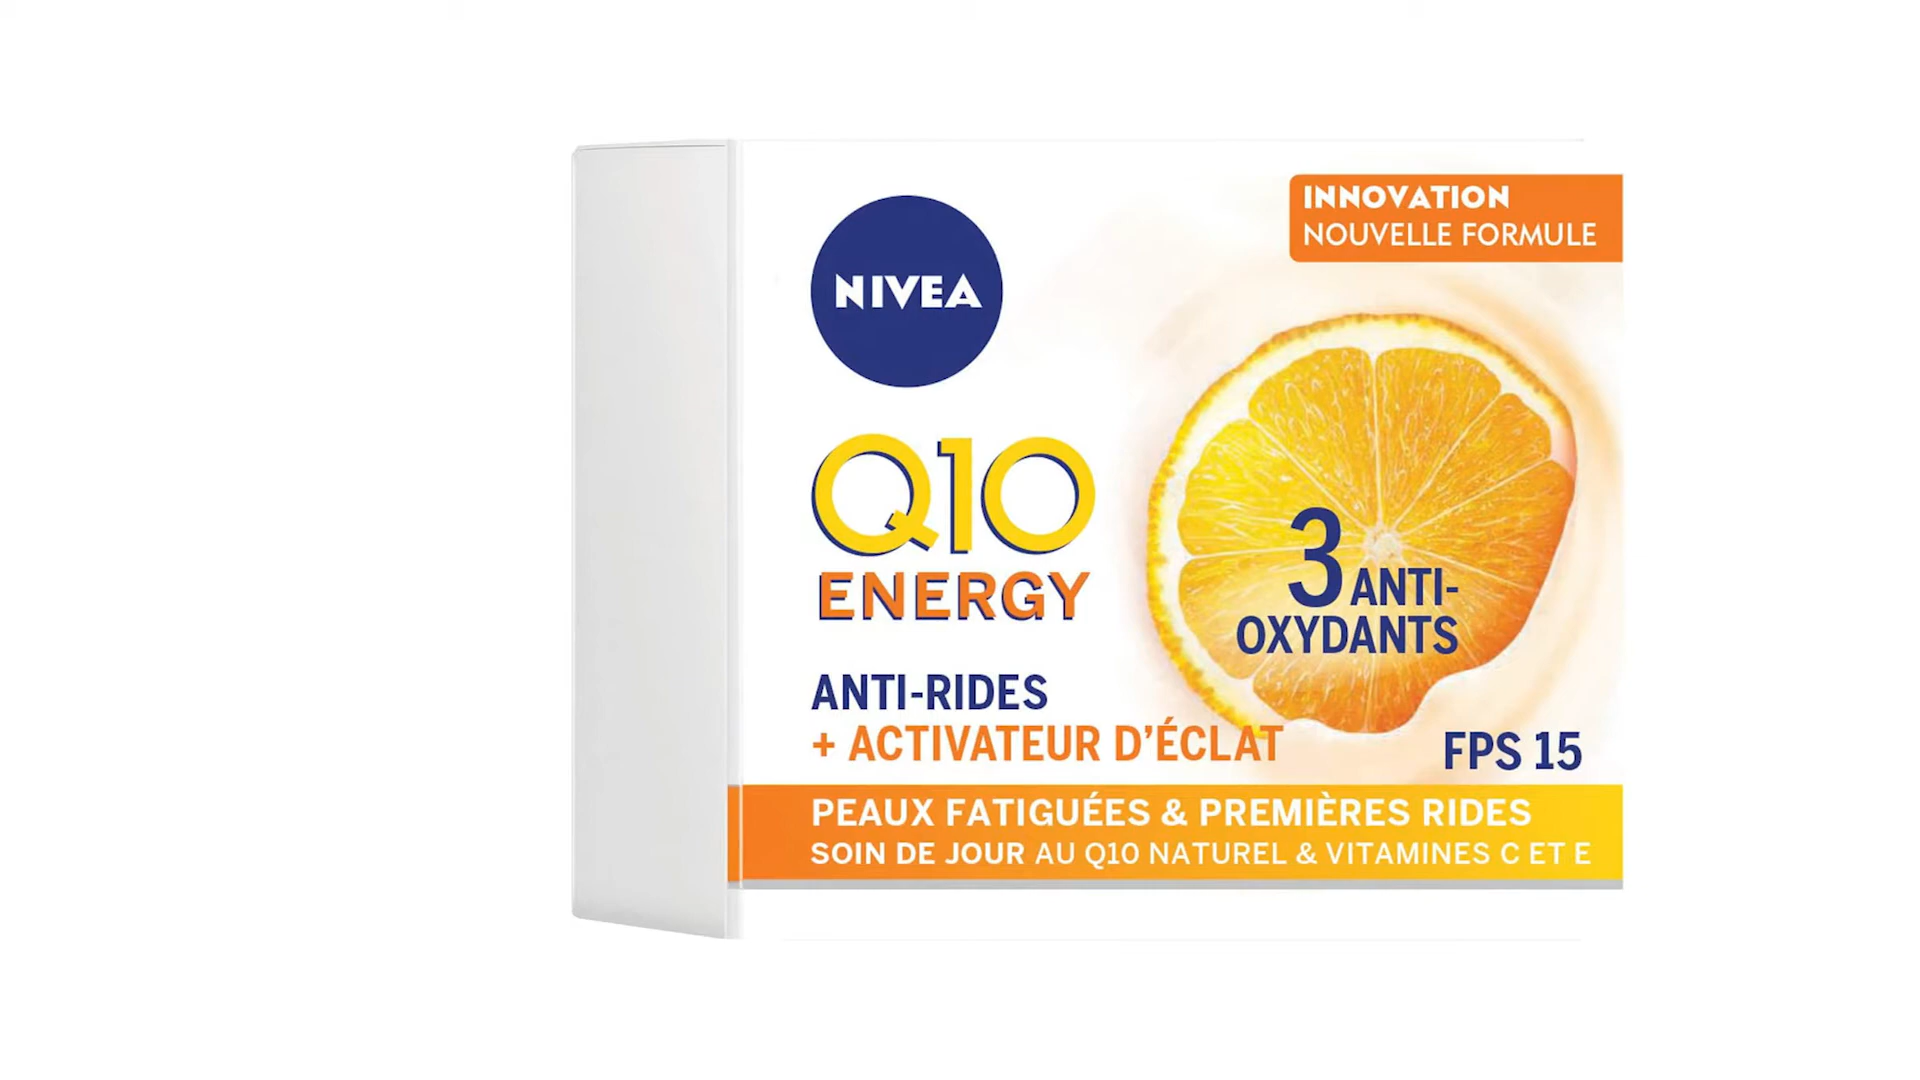 INNOVATION
NOUVELLE FORMULE
NIVEA
Q10
ENERGY
3 ANTI-
OXYDANTS
ANTI-RIDES
+ ACTIVATEUR D'ÉCLAT
FPS 15
PEAUX FATIGUÉES & PREMIÈRES RIDES
SOIN DE JOUR AU Q10 NATUREL & VITAMINES C ET E